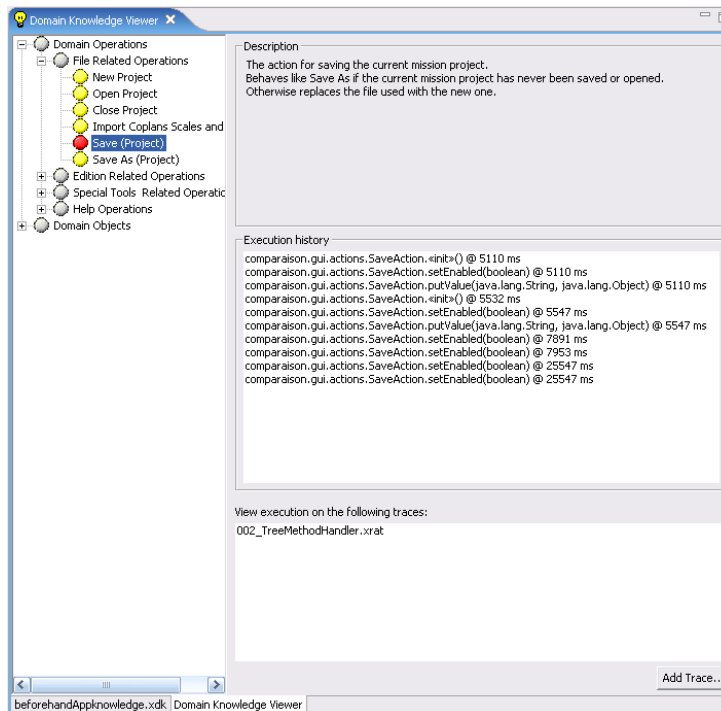 Domain Knowledge Viewer
Domain Operations
File Related Operations
New Project
Open Project
Close Project
Import Coplans Scales and
Save (Project)
Save As (Project)
Edition Related Operations
Special Tools Related Operatic
Help Operations
Domain Objects
Description
The action for saving the current mission project.
Behaves like Save As if the current mission project has never been saved or opened.
Otherwise replaces the file used with the new one.
Execution history
comparaison.gui.actions.SaveAction.«init»() @ 5110 ms
comparaison.gui.actions.SaveAction.setEnabled(boolean) @ 5110 ms
comparaison.gui.actions.SaveAction.putValue(java.lang.String, java.lang.Object) @ 5110 ms
comparaison.gui.actions.SaveAction.«init»() @ 5532 ms
comparaison.gui.actions.SaveAction.setEnabled(boolean) @ 5547 ms
comparaison.gui.actions.SaveAction.putValue(java.lang.String, java.lang.Object) @ 5547 ms
comparaison.gui.actions.SaveAction.setEnabled(boolean) @ 7891 ms
comparaison.gui.actions.SaveAction.setEnabled(boolean) @ 7953 ms
comparaison.gui.actions.SaveAction.setEnabled(boolean) @ 25547 ms
comparaison.gui.actions.SaveAction.setEnabled(boolean) @ 25547 ms
View execution on the following traces:
002_TreeMethodHandler.xrat
Add Trace...
beforehandAppknowledge.xdk Domain Knowledge Viewer